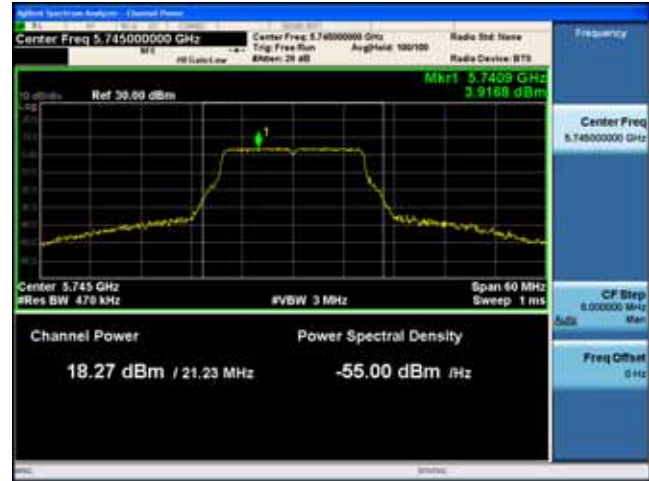 Agilent Spectrum Analyzer - Channel Power
Center Freq 5.745000000 GHz
Center Freq: 5.745000000 GHz
Radio Std: None
Trig: Free Run
Avg|Hold: 100/100
#IFGain:Low
#Atten: 28 dB
Radio Device: BTS
Frequency
Mkr1 5.7409 GHz
3.9168 dBm
10 dB/div
Ref 30.00 dBm
Log
1
Center Freq
5.745000000 GHz
Center 5.745 GHz
Span 60 MHz
#Res BW 470 kHz
#VBW 3 MHz
Sweep 1 ms
CF Step
6.000000 MHz
Auto Man
Channel Power
Power Spectral Density
18.27 dBm / 21.23 MHz
-55.00 dBm /Hz
Freq Offset
0 Hz
MSG
STATUS